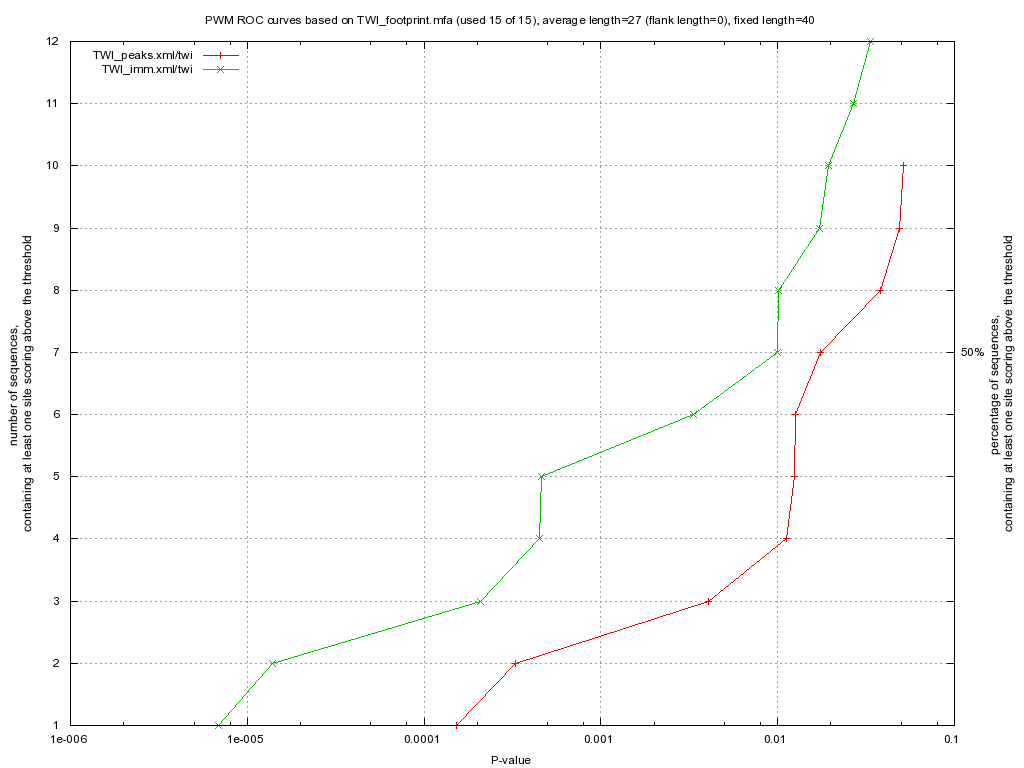 PWM ROC curves based on TWI_footprint.mfa (used 15 of 15), average length=27 (flank length=0), fixed length=40
TWI_peaks.xml/twi
TWI_imm.xml/twi
12
11
10
9
8
7
6
5
4
3
2
1
number of sequences,
containing at least one site scoring above the threshold
50%
percentage of sequences,
containing at least one site scoring above the threshold
1e-006
1e-005
0.0001
0.001
0.01
0.1
P-value